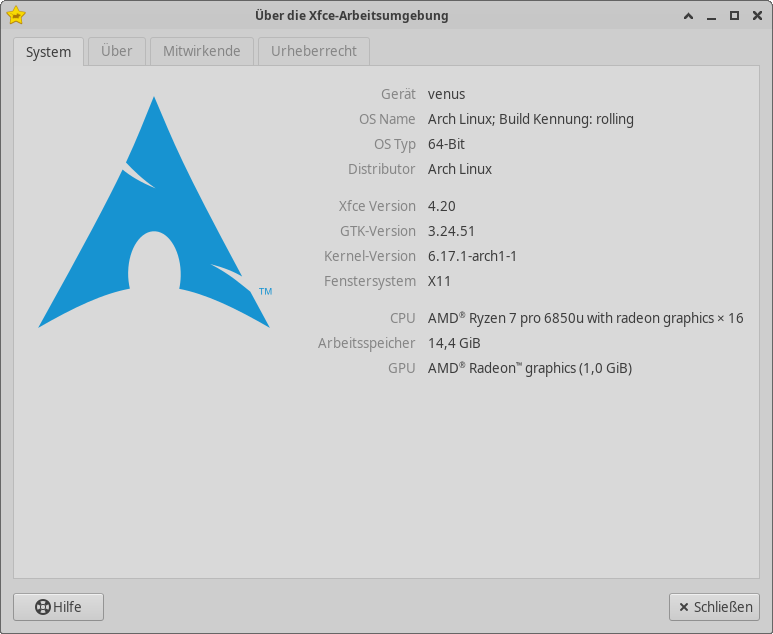 Über die Xfce-Arbeitsumgebung
System Über Mitwirkende Urheberrecht
Gerät venus
OS Name Arch Linux; Build Kennung: rolling
OS Typ 64-Bit
Distributor Arch Linux
Xfce Version 4.20
GTK-Version 3.24.51
Kernel-Version 6.17.1-arch1-1
Fenstersystem X11
TM
CPU AMD® Ryzen 7 pro 6850u with radeon graphics × 16
Arbeitsspeicher 14,4 GiB
GPU AMD® Radeon™ graphics (1,0 GiB)
Hilfe Schließen